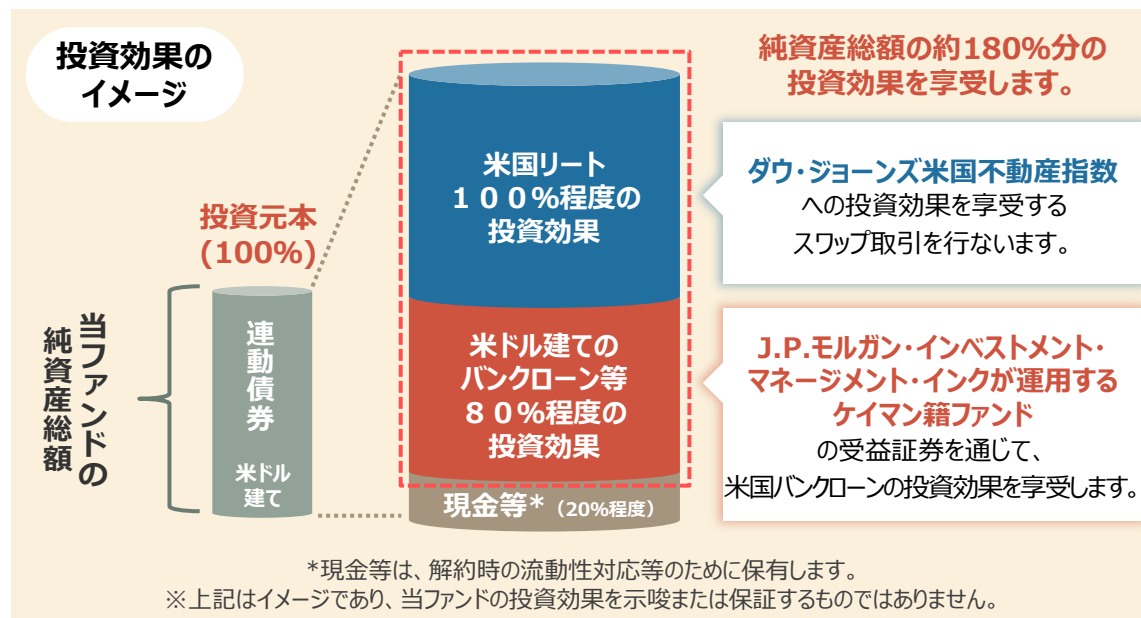 投資効果の
イメージ
純資産総額の約180%分の
投資効果を享受します。
投資元本
(100%)
当ファンドの
純資産総額
連動債券
米ドル
建て
米国リート
１００％程度の
投資効果
米ドル建ての
バンクローン等
８０％程度の
投資効果
現金等* （20%程度）
ダウ・ジョーンズ米国不動産指数
への投資効果を享受する
スワップ取引を行ないます。
J.P.モルガン・インベストメント・
マネージメント・インクが運用する
ケイマン籍ファンド
の受益証券を通じて、
米国バンクローンの投資効果を享受します。
*現金等は、解約時の流動性対応等のために保有します。
※上記はイメージであり、当ファンドの投資効果を示唆または保証するものではありません。